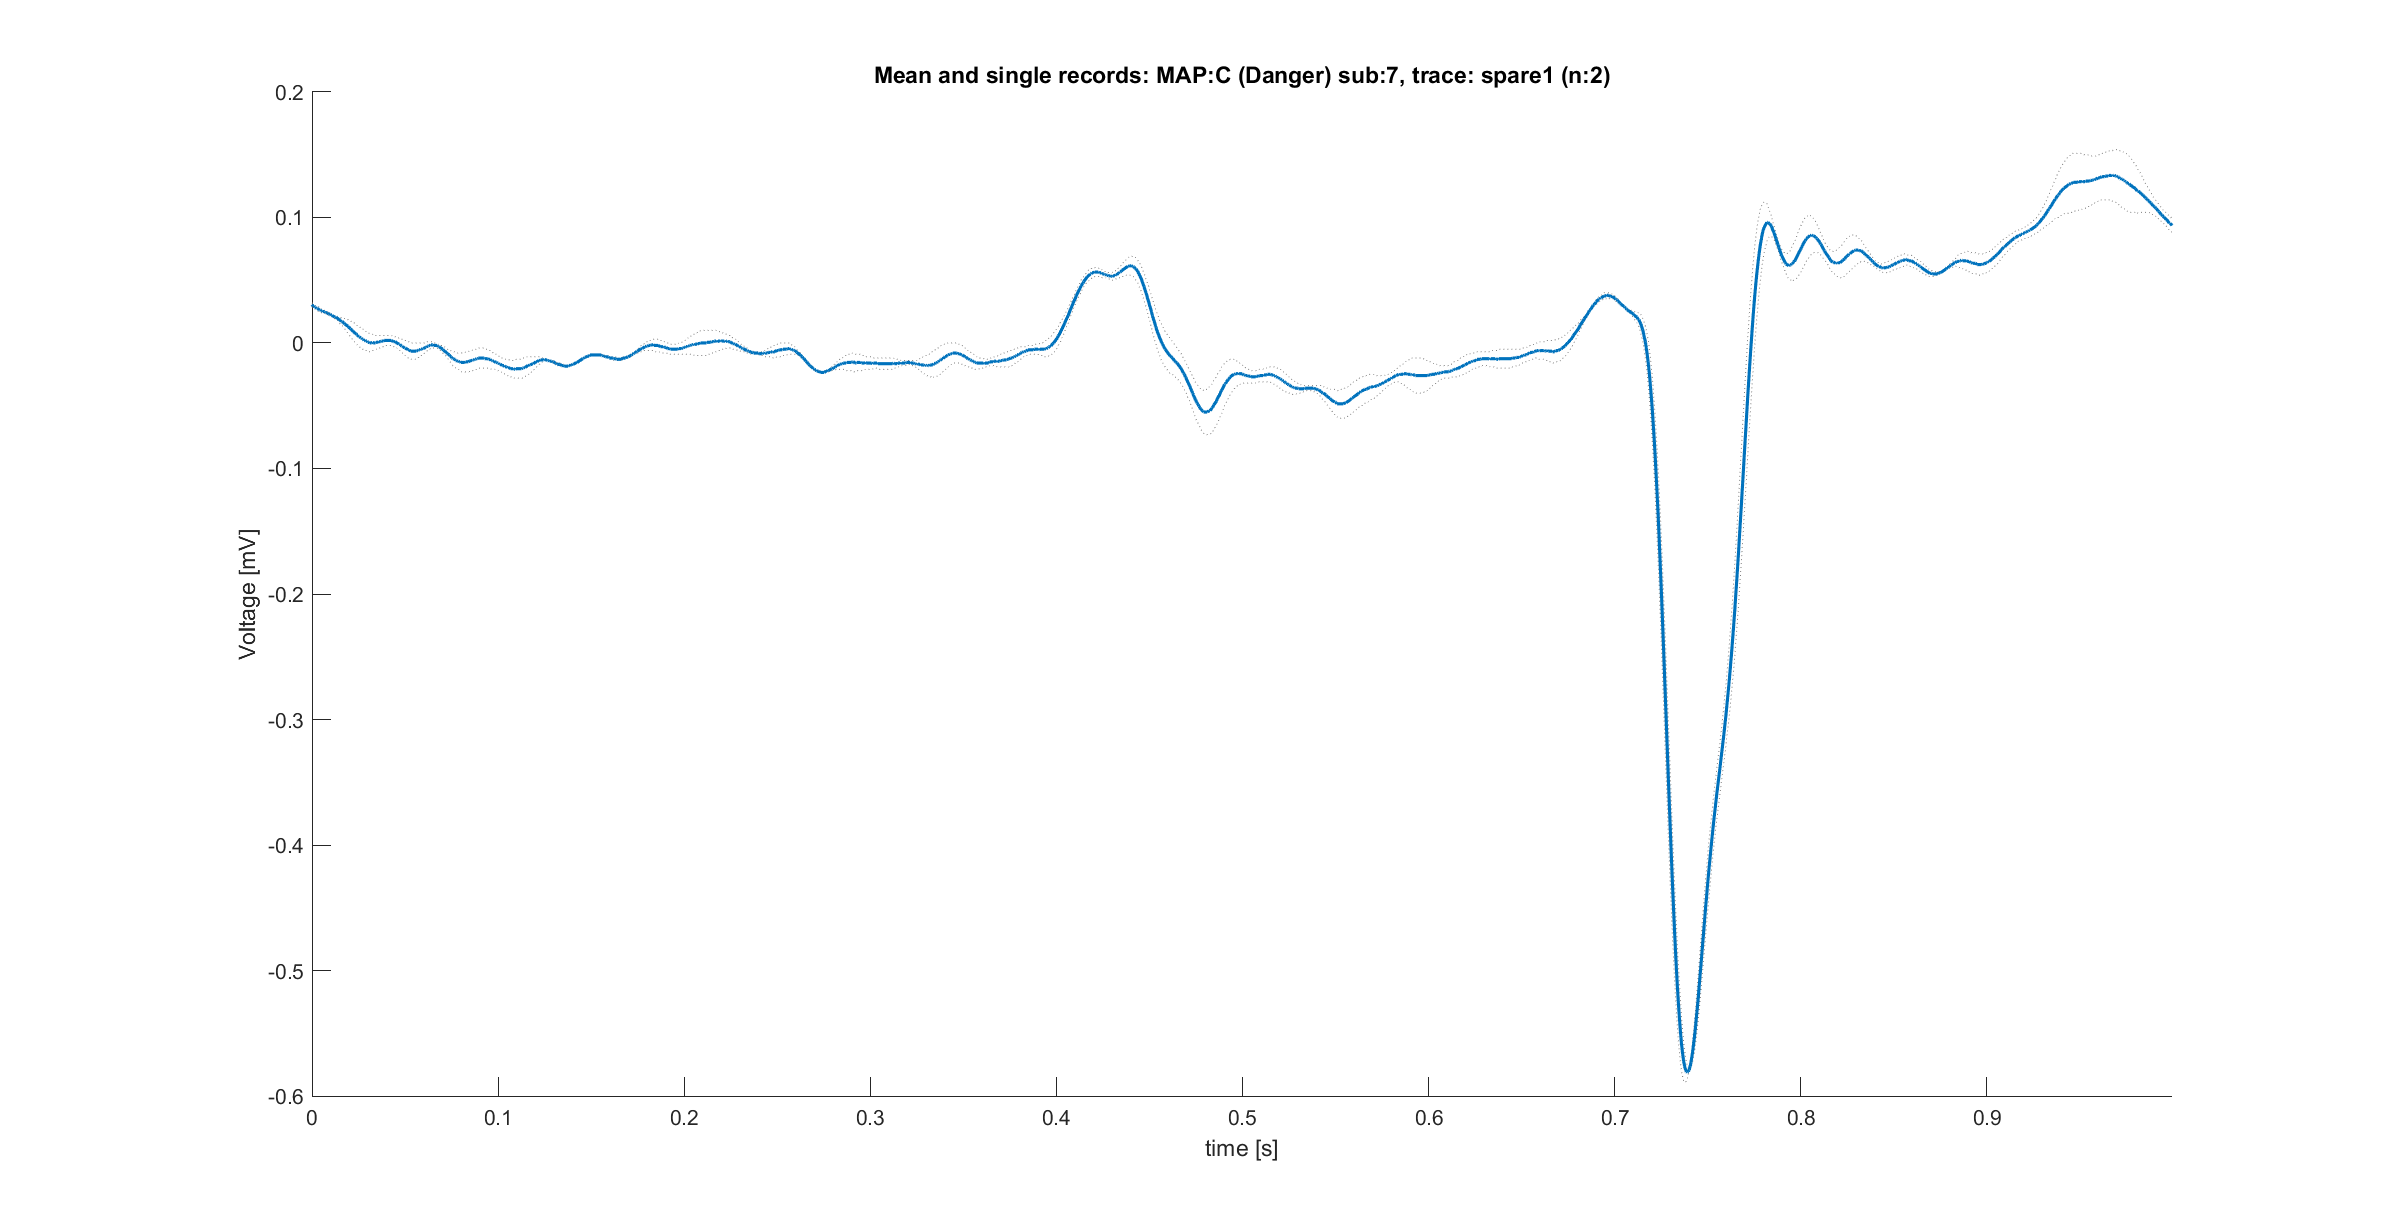 Mean and single records: MAP:C (Danger) sub:7, trace: spare1 (n:2)
0.2
0.1
0
-0.1
-0.2
-0.3
-0.4
-0.5
-0.6
Voltage [mV]
0 0.1 0.2 0.3 0.4 0.5 0.6 0.7 0.8 0.9
time [s]